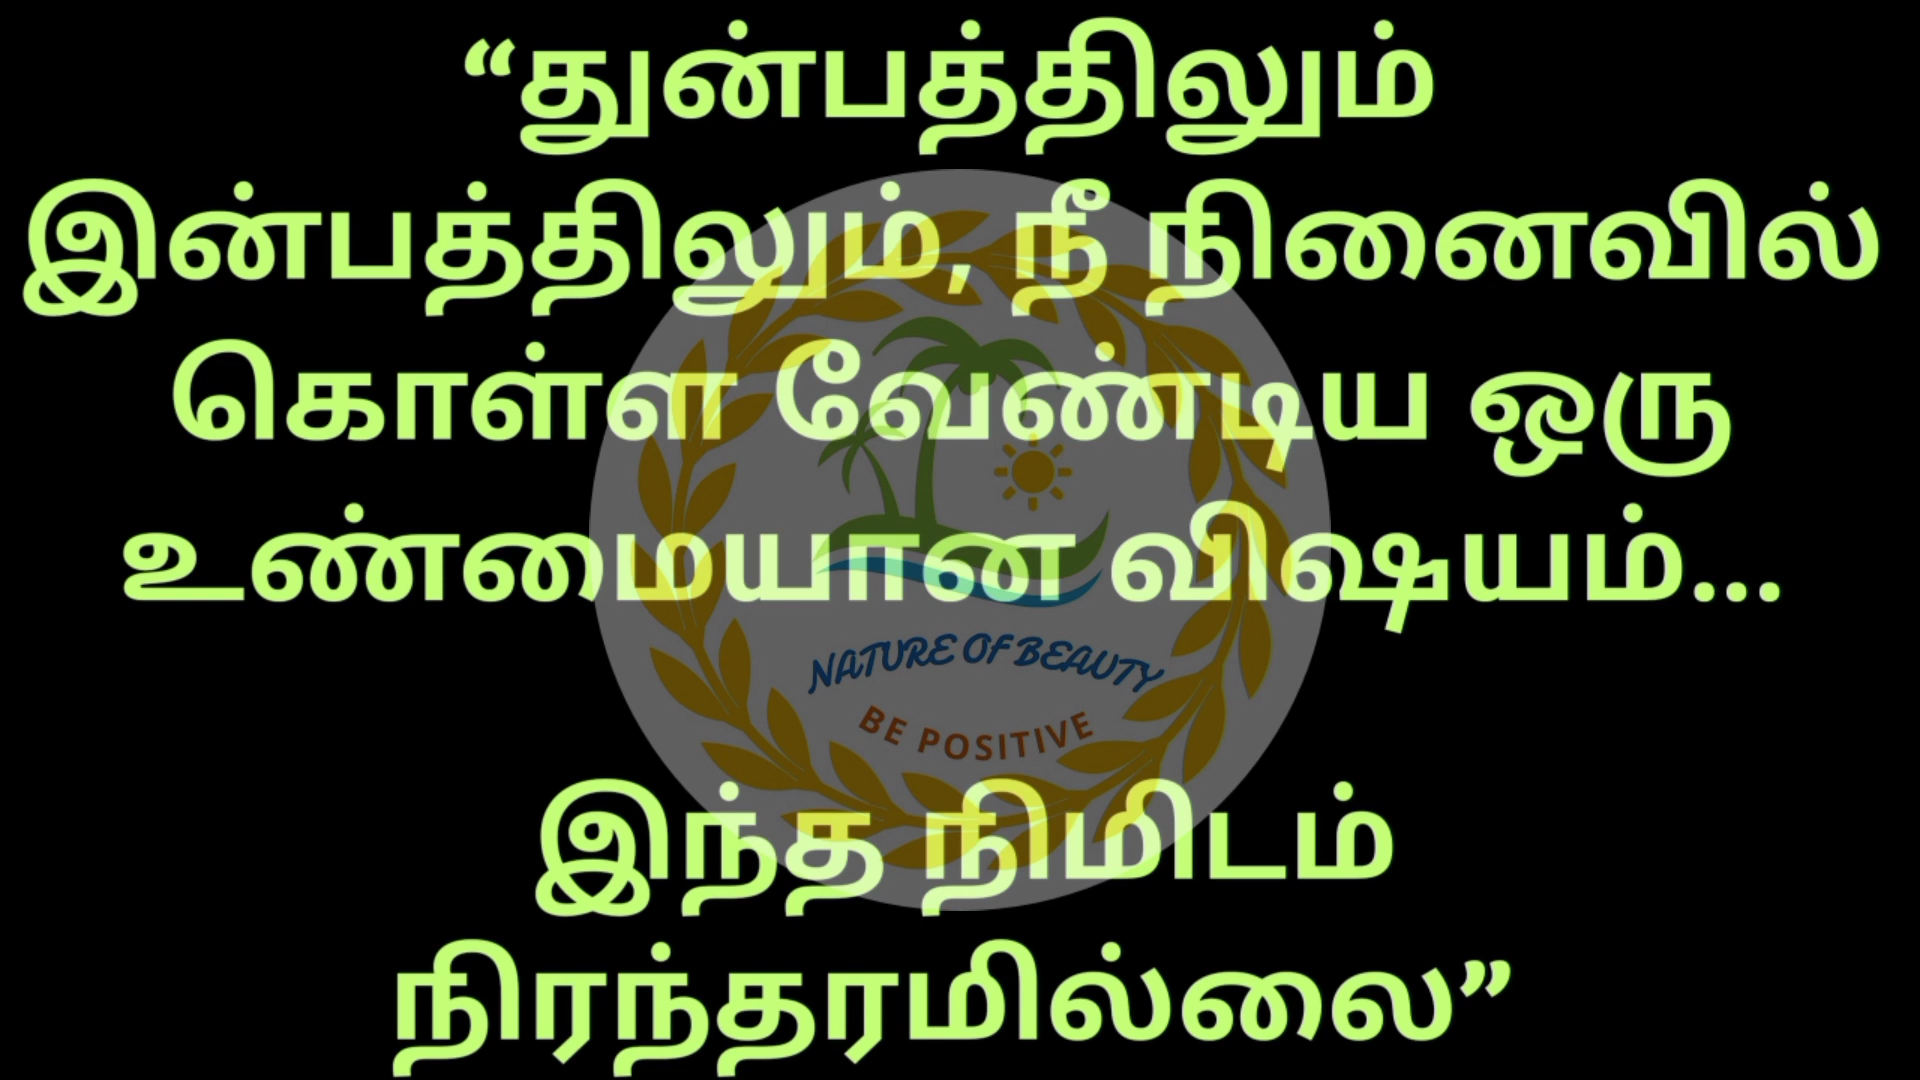 “துன்பத்திலும்
இன்பத்திலும், நீ நினைவில்
கொள்ள வேண்டிய ஒரு
உண்மையான விஷயம்...
NATURE OF BEAUTY
BE POSITIVE
இந்த நிமிடம்
நிரந்தரமில்லை”